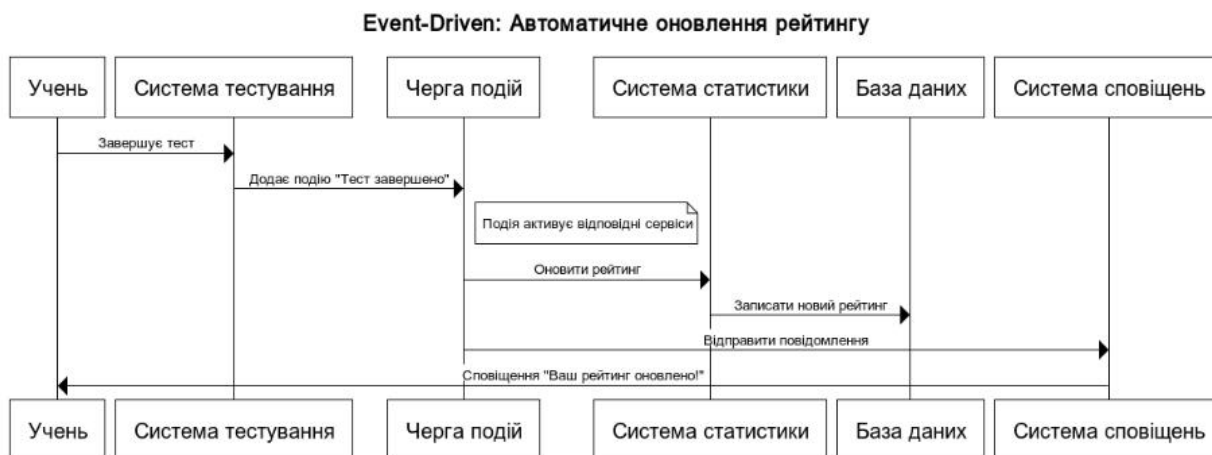 Event-Driven: Автоматичне оновлення рейтингу
Учень
Система тестування
Черга подій
Система статистики
База даних
Система сповіщень
Завершує тест
Додає подію "Тест завершено"
Подія активує відповідні сервіси
Оновити рейтинг
Записати новий рейтинг
Відправити повідомлення
Сповіщення "Ваш рейтинг оновлено!"
Учень
Система тестування
Черга подій
Система статистики
База даних
Система сповіщень